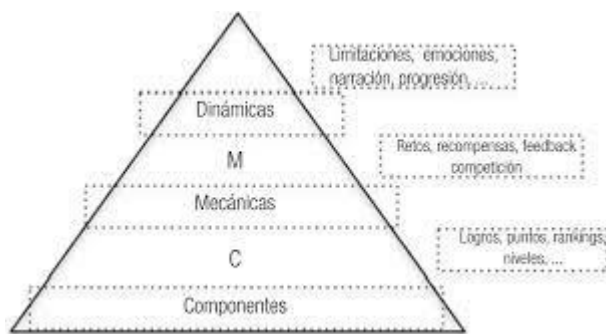 Limitaciones, emociones,
narración, progresión, ...
Dinámicas
M
Retos, recompensas, feedback
competición
Mecánicas
Logros, puntos, rankings,
niveles, ...
C
Componentes